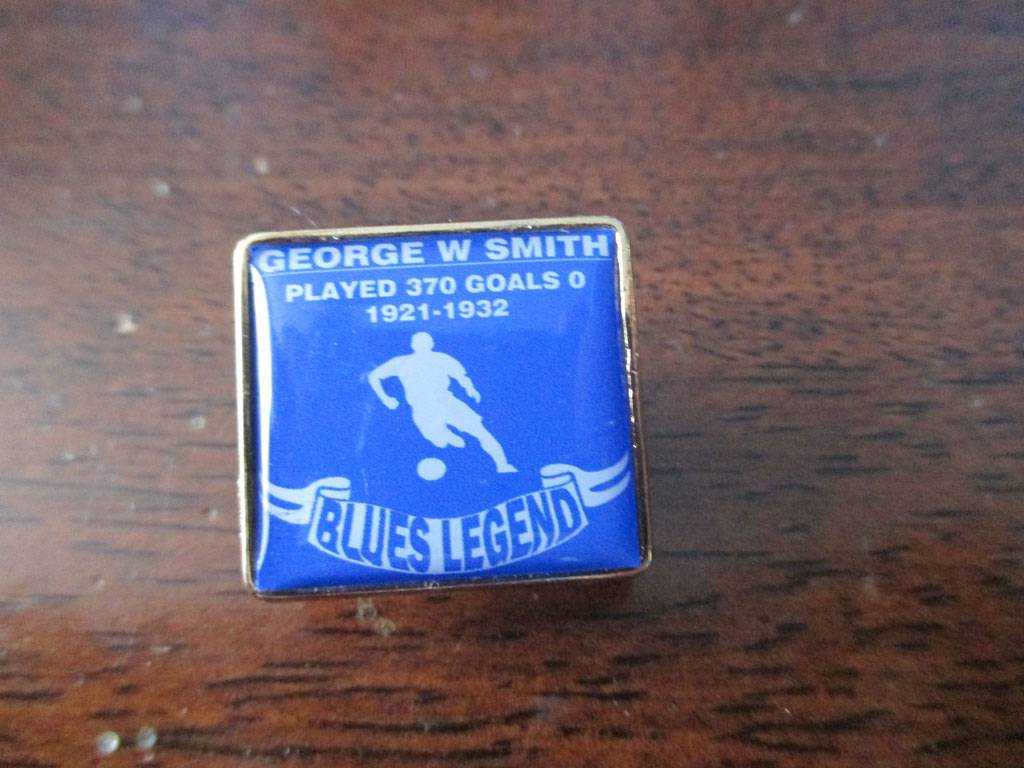 GEORGE W SMITH
PLAYED 370 GOALS 0
1921-1932
BLUES LEGEND